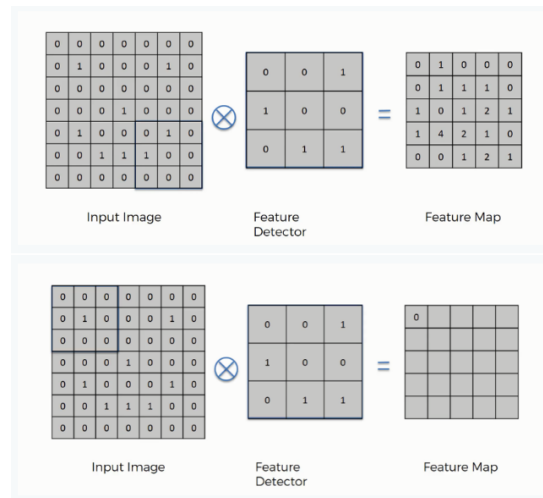 0 0 0 0 0 0 0
0 1 0 0 0 1 0
0 0 0 0 0 0 0
0 0 0 1 0 0 0
0 1 0 0 0 1 0
0 0 1 1 1 0 0
0 0 0 0 0 0 0
Input Image
⊗
0 0 1
1 0 0
0 1 1
Feature
Detector
=
0 1 0 0 0
0 1 1 1 0
1 0 1 2 1
1 4 2 1 0
0 0 1 2 1
Feature Map
0 0 0 0 0 0 0
0 1 0 0 0 1 0
0 0 0 0 0 0 0
0 0 0 1 0 0 0
0 1 0 0 0 1 0
0 0 1 1 1 0 0
0 0 0 0 0 0 0
Input Image
⊗
0 0 1
1 0 0
0 1 1
Feature
Detector
=
0
Feature Map